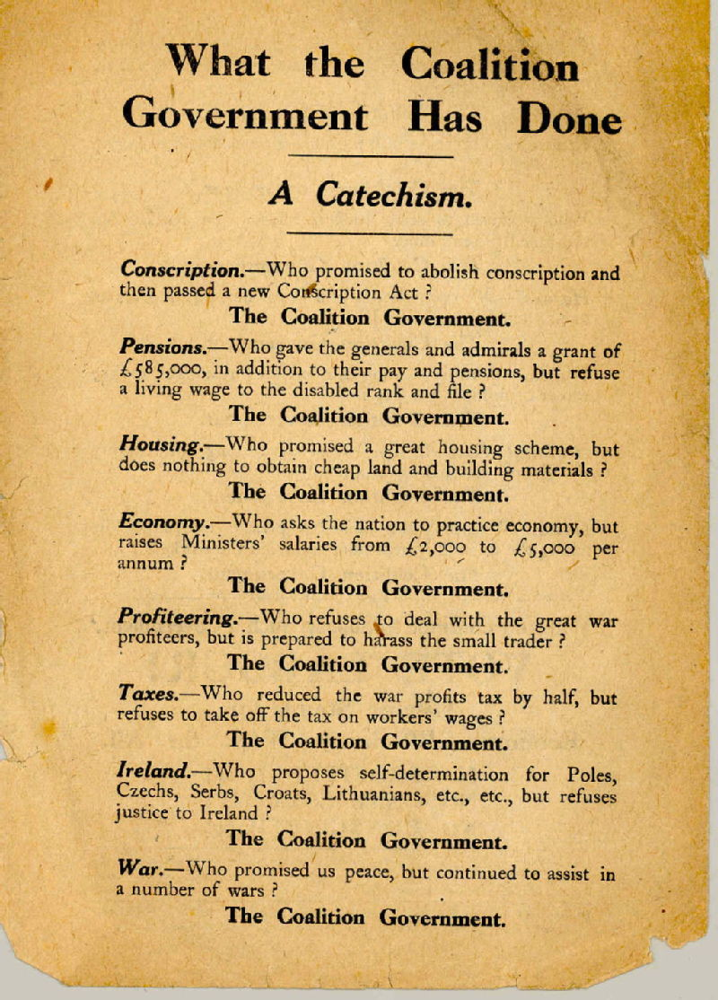 What the Coalition
Government Has Done
A Catechism.
Conscription.—Who promised to abolish conscription and
then passed a new Conscription Act ?
The Coalition Government.
Pensions.—Who gave the generals and admirals a grant of
£585,000, in addition to their pay and pensions, but refuse
a living wage to the disabled rank and file ?
The Coalition Government.
Housing.—Who promised a great housing scheme, but
does nothing to obtain cheap land and building materials ?
The Coalition Government.
Economy.—Who asks the nation to practice economy, but
raises Ministers' salaries from £2,000 to £5,000 per
annum ?
The Coalition Government.
Profiteering.—Who refuses to deal with the great war
profiteers, but is prepared to harass the small trader ?
The Coalition Government.
Taxes.—Who reduced the war profits tax by half, but
refuses to take off the tax on workers' wages ?
The Coalition Government.
Ireland.—Who proposes self-determination for Poles,
Czechs, Serbs, Croats, Lithuanians, etc., etc., but refuses
justice to Ireland ?
The Coalition Government.
War.—Who promised us peace, but continued to assist in
a number of wars ?
The Coalition Government.